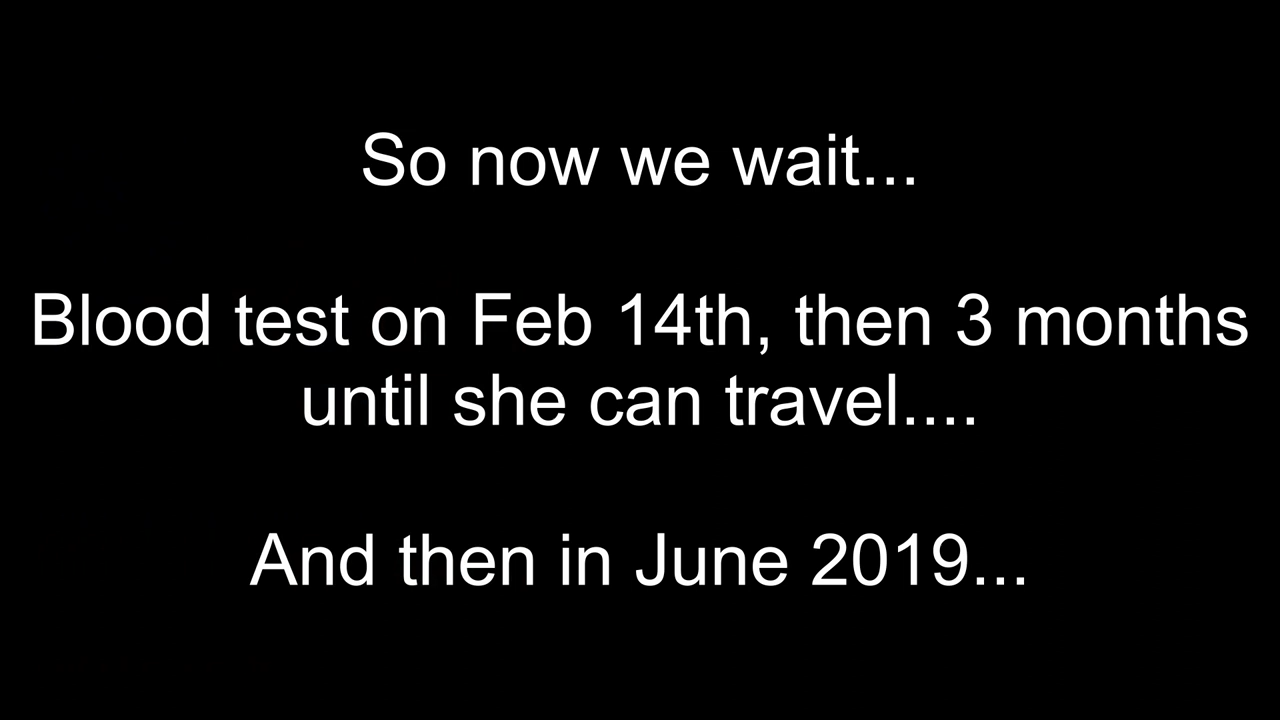 So now we wait...
Blood test on Feb 14th, then 3 months
until she can travel....
And then in June 2019...